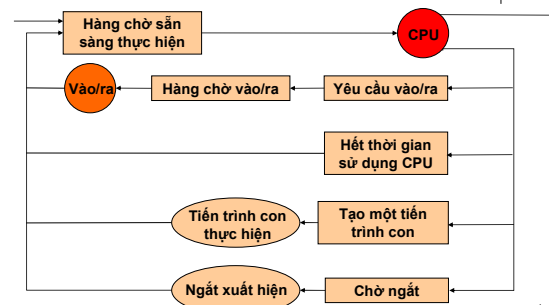 Hàng chờ sẵn
sàng thực hiện
CPU
Vào/ra
Hàng chờ vào/ra
Yêu cầu vào/ra
Hết thời gian
sử dụng CPU
Tiến trình con
thực hiện
Tạo một tiến
trình con
Ngắt xuất hiện
Chờ ngắt